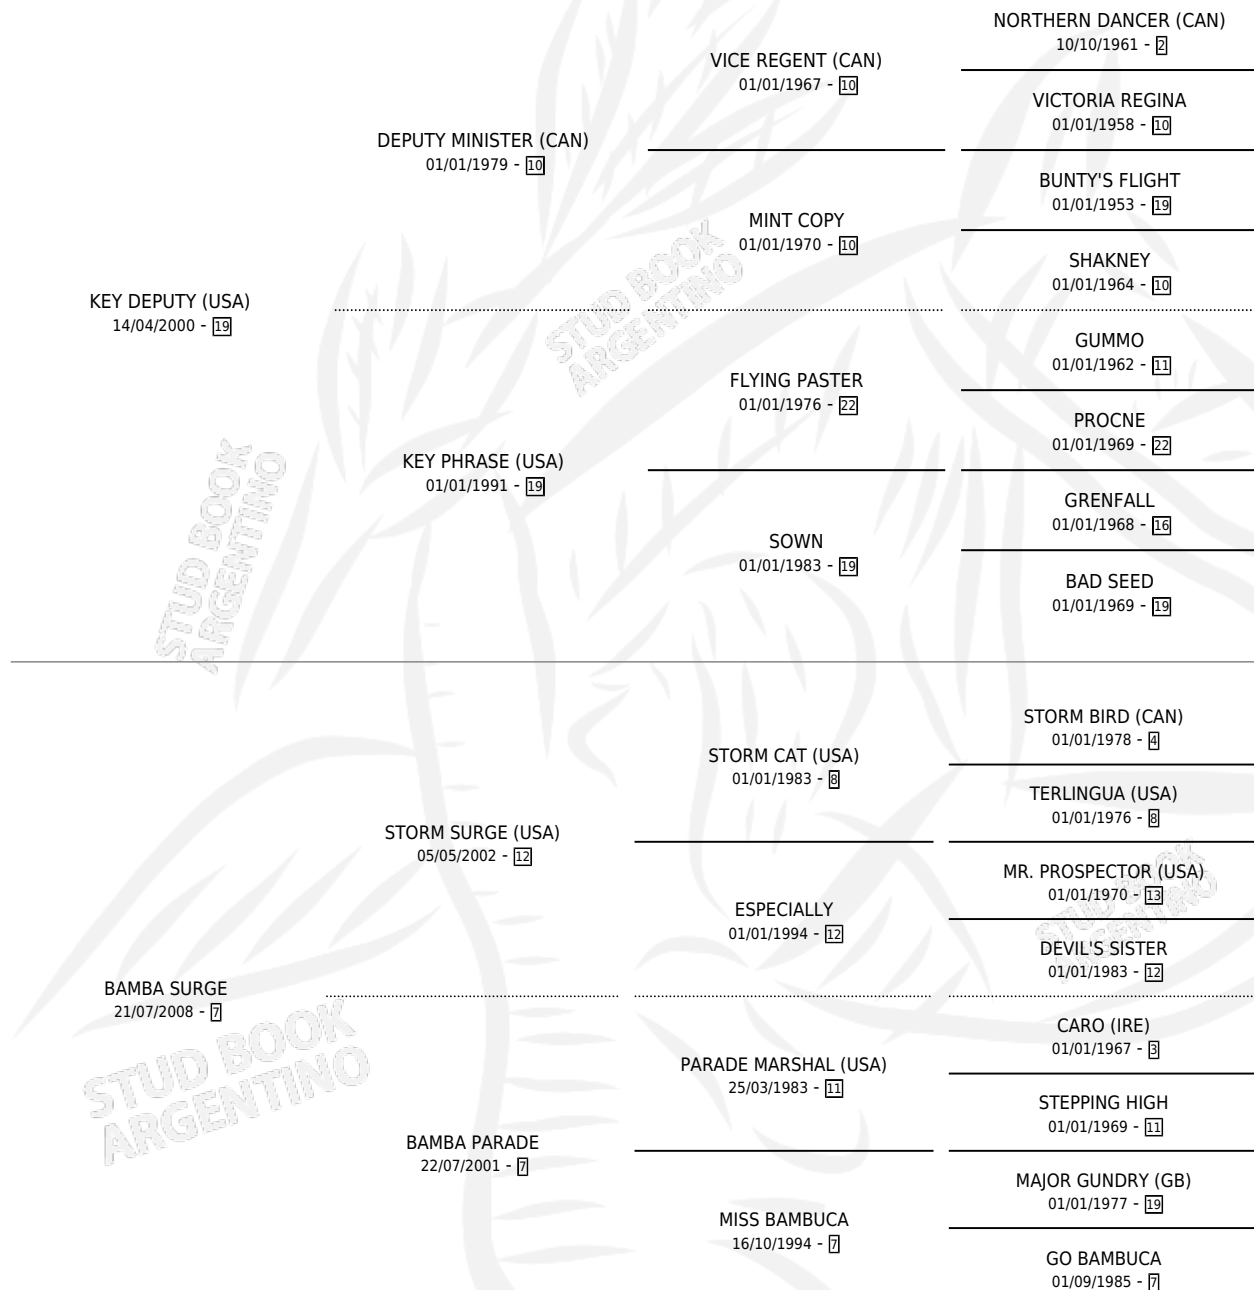 NORTHERN DANCER (CAN)
10/10/1961 - 2
VICE REGENT (CAN)
01/01/1967 - 10
VICTORIA REGINA
01/01/1958 - 10
DEPUTY MINISTER (CAN)
01/01/1979 - 10
BUNTY'S FLIGHT
01/01/1953 - 19
MINT COPY
01/01/1970 - 10
SHAKNEY
01/01/1964 - 10
KEY DEPUTY (USA)
14/04/2000 - 19
GUMMO
01/01/1962 - 11
FLYING PASTER
01/01/1976 - 22
PROCNE
01/01/1969 - 22
KEY PHRASE (USA)
01/01/1991 - 19
GRENFALL
01/01/1968 - 16
SOWN
01/01/1983 - 19
BAD SEED
01/01/1969 - 19
STORM BIRD (CAN)
01/01/1978 - 4
STORM CAT (USA)
01/01/1983 - 8
TERLINGUA (USA)
01/01/1976 - 8
STORM SURGE (USA)
05/05/2002 - 12
MR. PROSPECTOR (USA)
01/01/1970 - 13
ESPECIALLY
01/01/1994 - 12
DEVIL'S SISTER
01/01/1983 - 12
BAMBA SURGE
21/07/2008 - 7
CARO (IRE)
01/01/1967 - 3
PARADE MARSHAL (USA)
25/03/1983 - 11
STEPPING HIGH
01/01/1969 - 11
BAMBA PARADE
22/07/2001 - 7
MAJOR GUNDRY (GB)
01/01/1977 - 19
MISS BAMBUCA
16/10/1994 - 7
GO BAMBUCA
01/09/1985 - 7
STUD BOOK
ARGENTINO
STUD BOOK
ARGENTINO
STUD BOOK
ARGENTINO
STUD BOOK
ARGENTINO